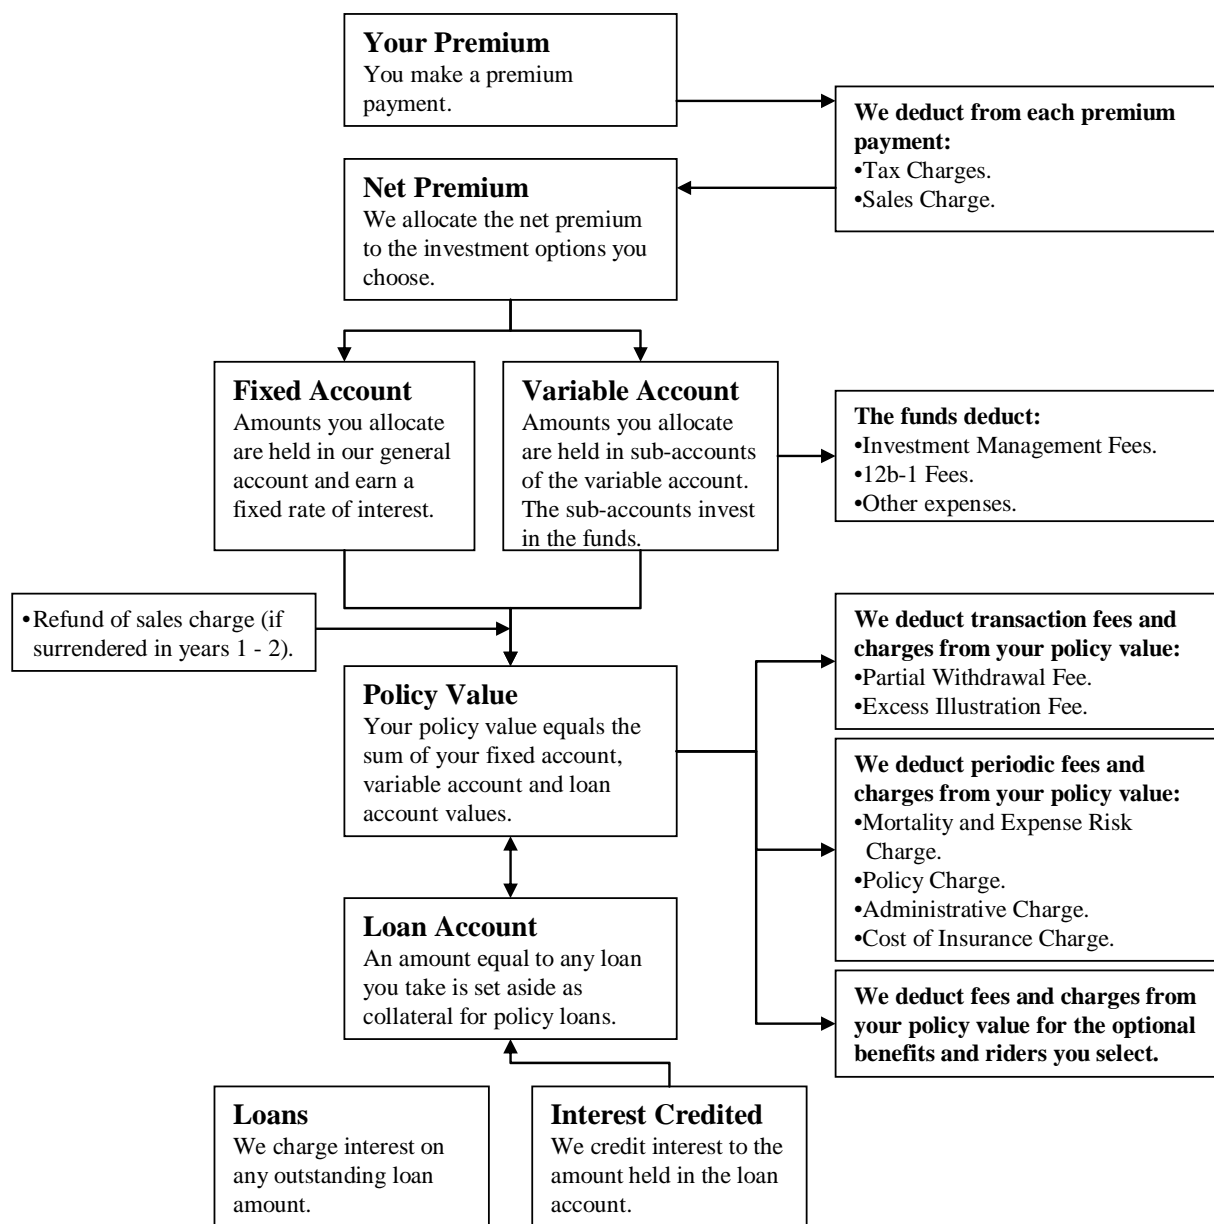 Your Premium
You make a premium
payment.
We deduct from each premium
payment:
•Tax Charges.
•Sales Charge.
Net Premium
We allocate the net premium
to the investment options you
choose.
Fixed Account
Amounts you allocate
are held in our general
account and earn a
fixed rate of interest.
Variable Account
Amounts you allocate
are held in sub-accounts
of the variable account.
The sub-accounts invest
in the funds.
The funds deduct:
•Investment Management Fees.
•12b-1 Fees.
•Other expenses.
•Refund of sales charge (if
surrendered in years 1 - 2).
We deduct transaction fees and
charges from your policy value:
•Partial Withdrawal Fee.
•Excess Illustration Fee.
Policy Value
Your policy value equals the
sum of your fixed account,
variable account and loan
account values.
We deduct periodic fees and
charges from your policy value:
•Mortality and Expense Risk
Charge.
•Policy Charge.
•Administrative Charge.
•Cost of Insurance Charge.
Loan Account
An amount equal to any loan
you take is set aside as
collateral for policy loans.
We deduct fees and charges from
your policy value for the optional
benefits and riders you select.
Loans
We charge interest on
any outstanding loan
amount.
Interest Credited
We credit interest to the
amount held in the loan
account.